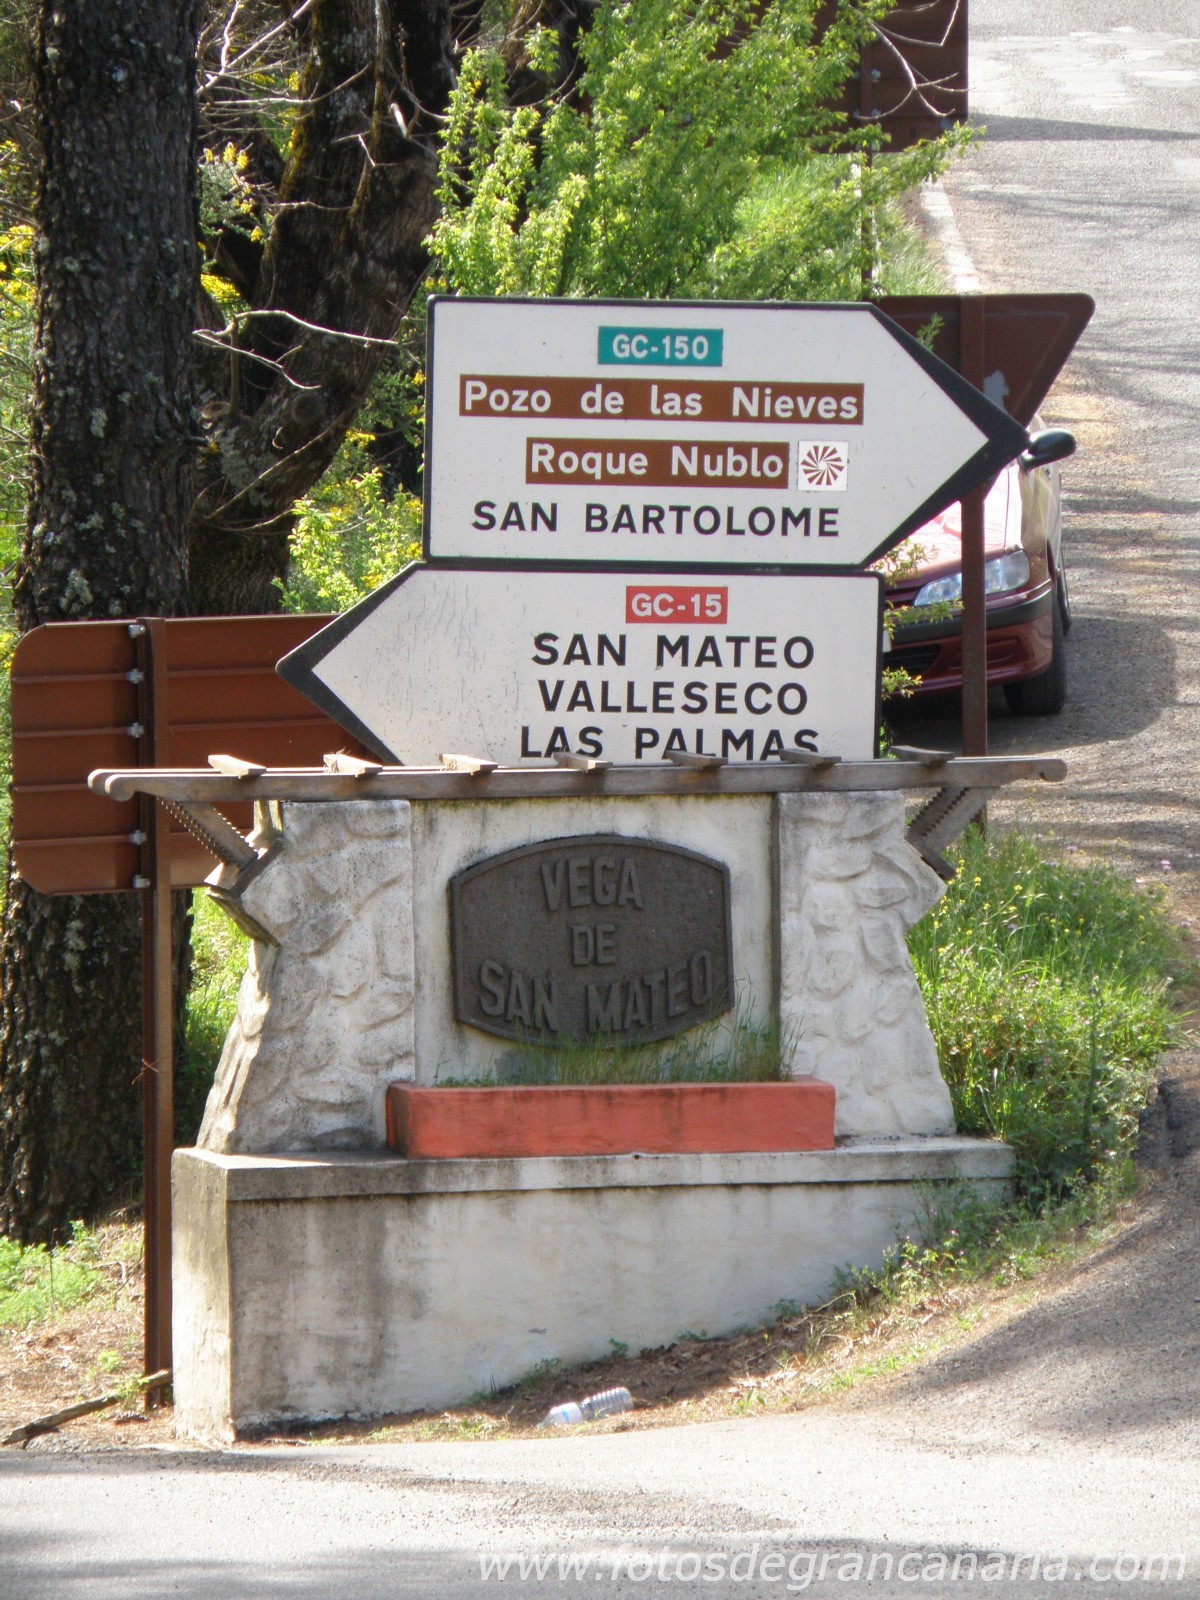 GC-150
Pozo de las Nieves
Roque Nublo
SAN BARTOLOME
GC-15
SAN MATEO
VALLESECO
LAS PALMAS
VEGA
DE
SAN MATEO
www.fotosdegrancanaria.com